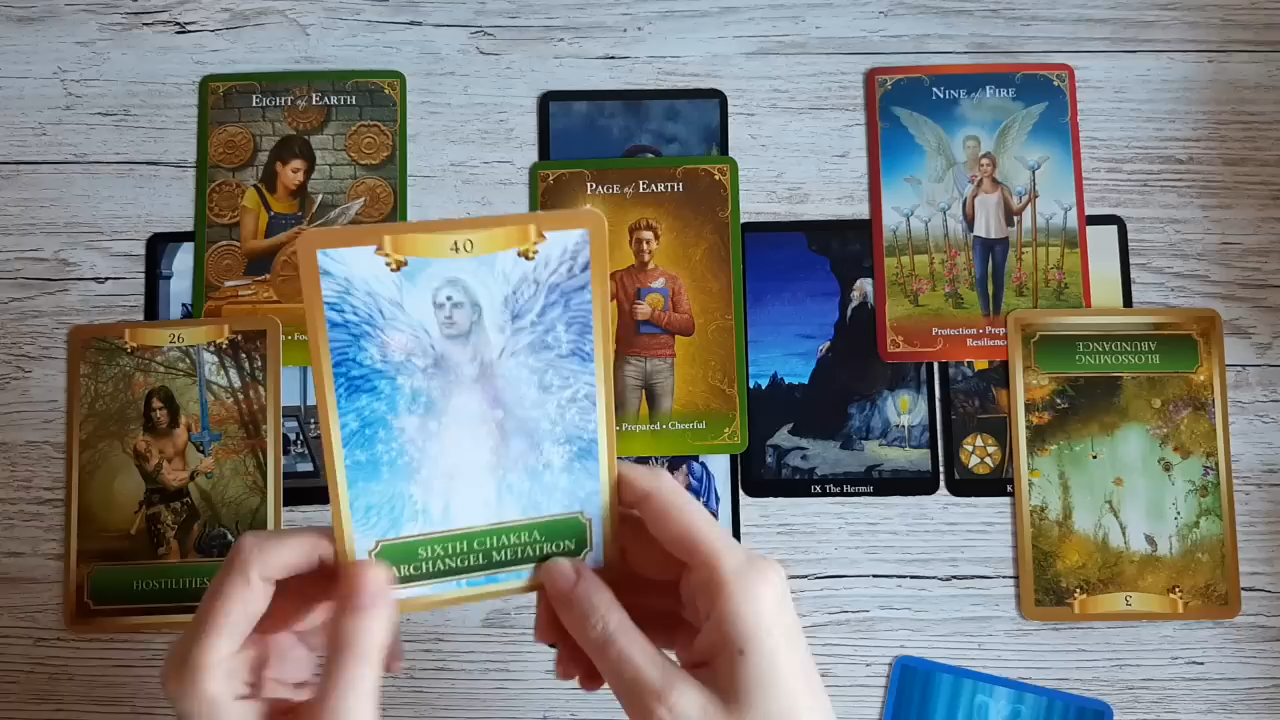 EIGHT of EARTH
NINE of FIRE
PAGE of EARTH
40
26
Protection •
Resilience
BLOSSOMING
ABUNDANCE
• Prepared • Cheerful
IX The Hermit
SIXTH CHAKRA,
ARCHANGEL METATRON
HOSTILITIES
3